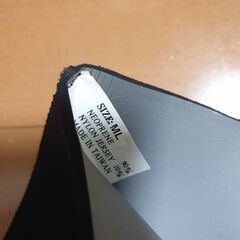 SIZE: ML
NEOPRENE 90%
NYLON JERSEY 10%
MADE IN TAIWAN